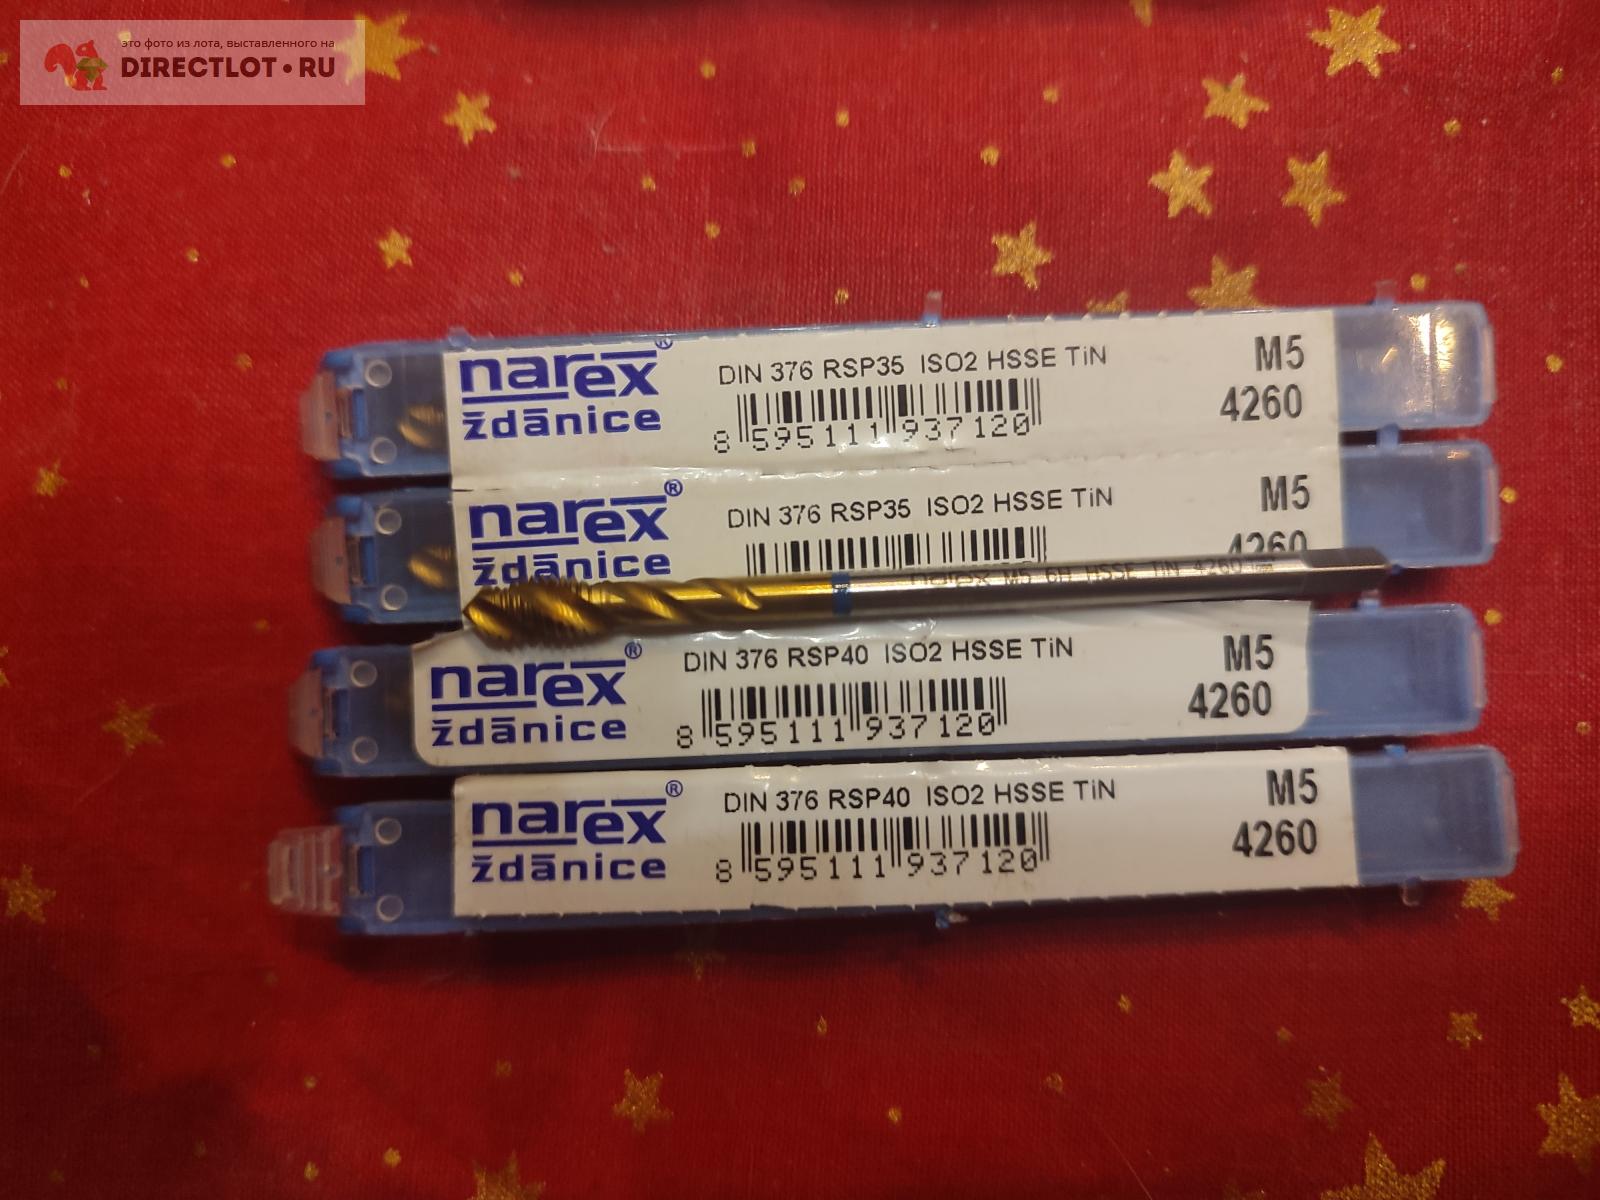 это фото из лота, выставленного на
DIRECTLOT•RU
narex®
ždánice
DIN 376 RSP35 ISO2 HSSE TiN
8 595111 937120
M5
4260
narex®
ždánice
DIN 376 RSP35 ISO2 HSSE TiN
M5
4260
narex M5 6H HSSE TiN 4260
narex®
ždánice
DIN 376 RSP40 ISO2 HSSE TiN
8 595111 937120
M5
4260
narex®
ždánice
DIN 376 RSP40 ISO2 HSSE TiN
8 595111 937120
M5
4260